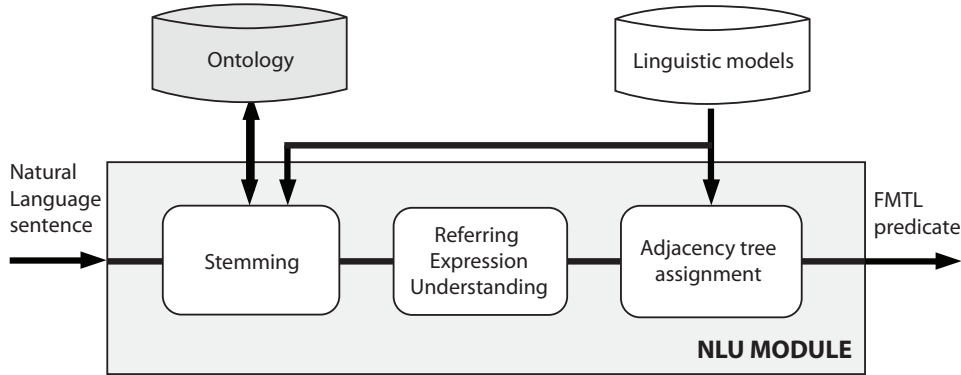 Ontology
Linguistic models
Natural
Language
sentence
FMTL
predicate
Stemming
Referring
Expression
Understanding
Adjacency tree
assignment
NLU MODULE